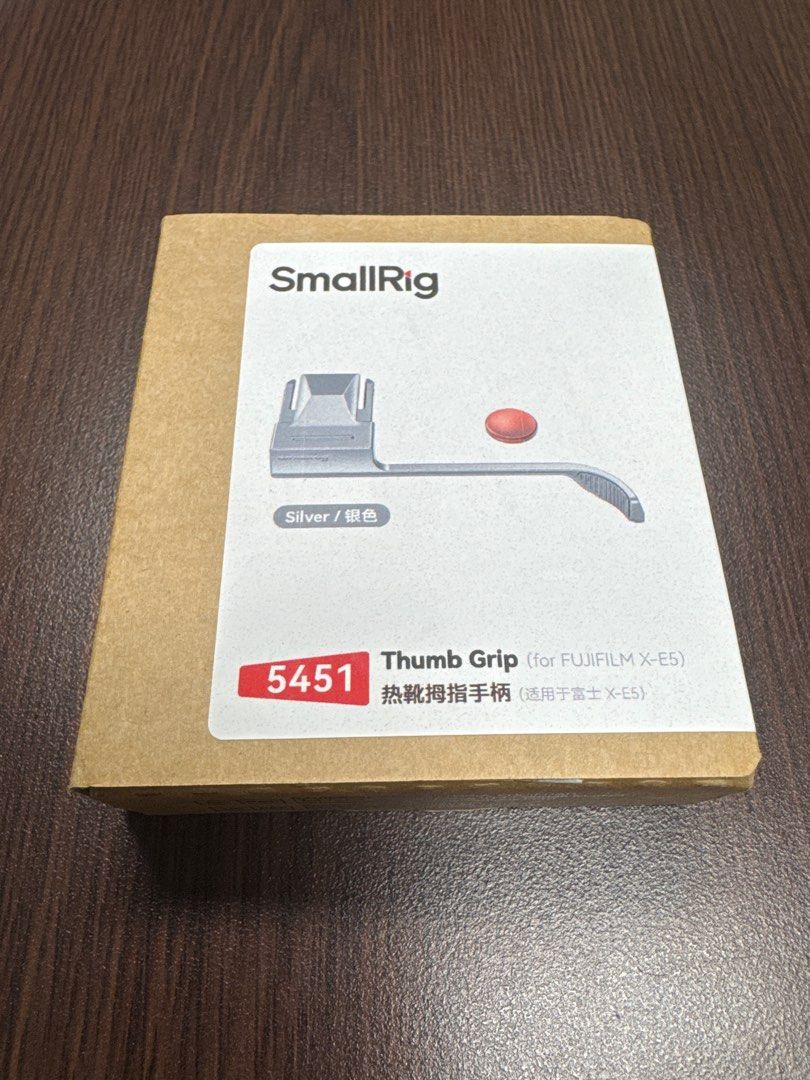 SmallRig
Silver / 银色
5451
Thumb Grip (for FUJIFILM X-E5)
热靴拇指手柄 (适用于富士 X-E5)